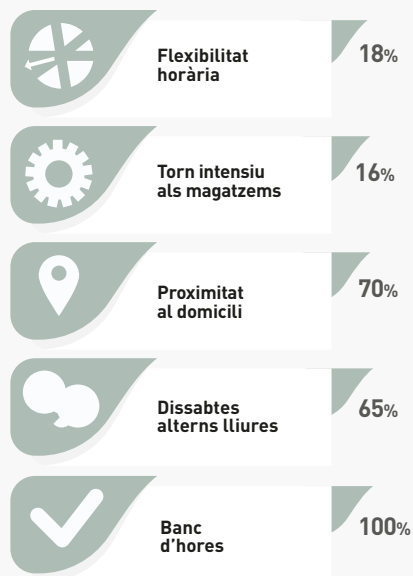 Flexibilitat
horària
18%
Torn intensiu
als magatzems
16%
Proximitat
al domicili
70%
Dissabtes
alterns lliures
65%
Banc
d’hores
100%